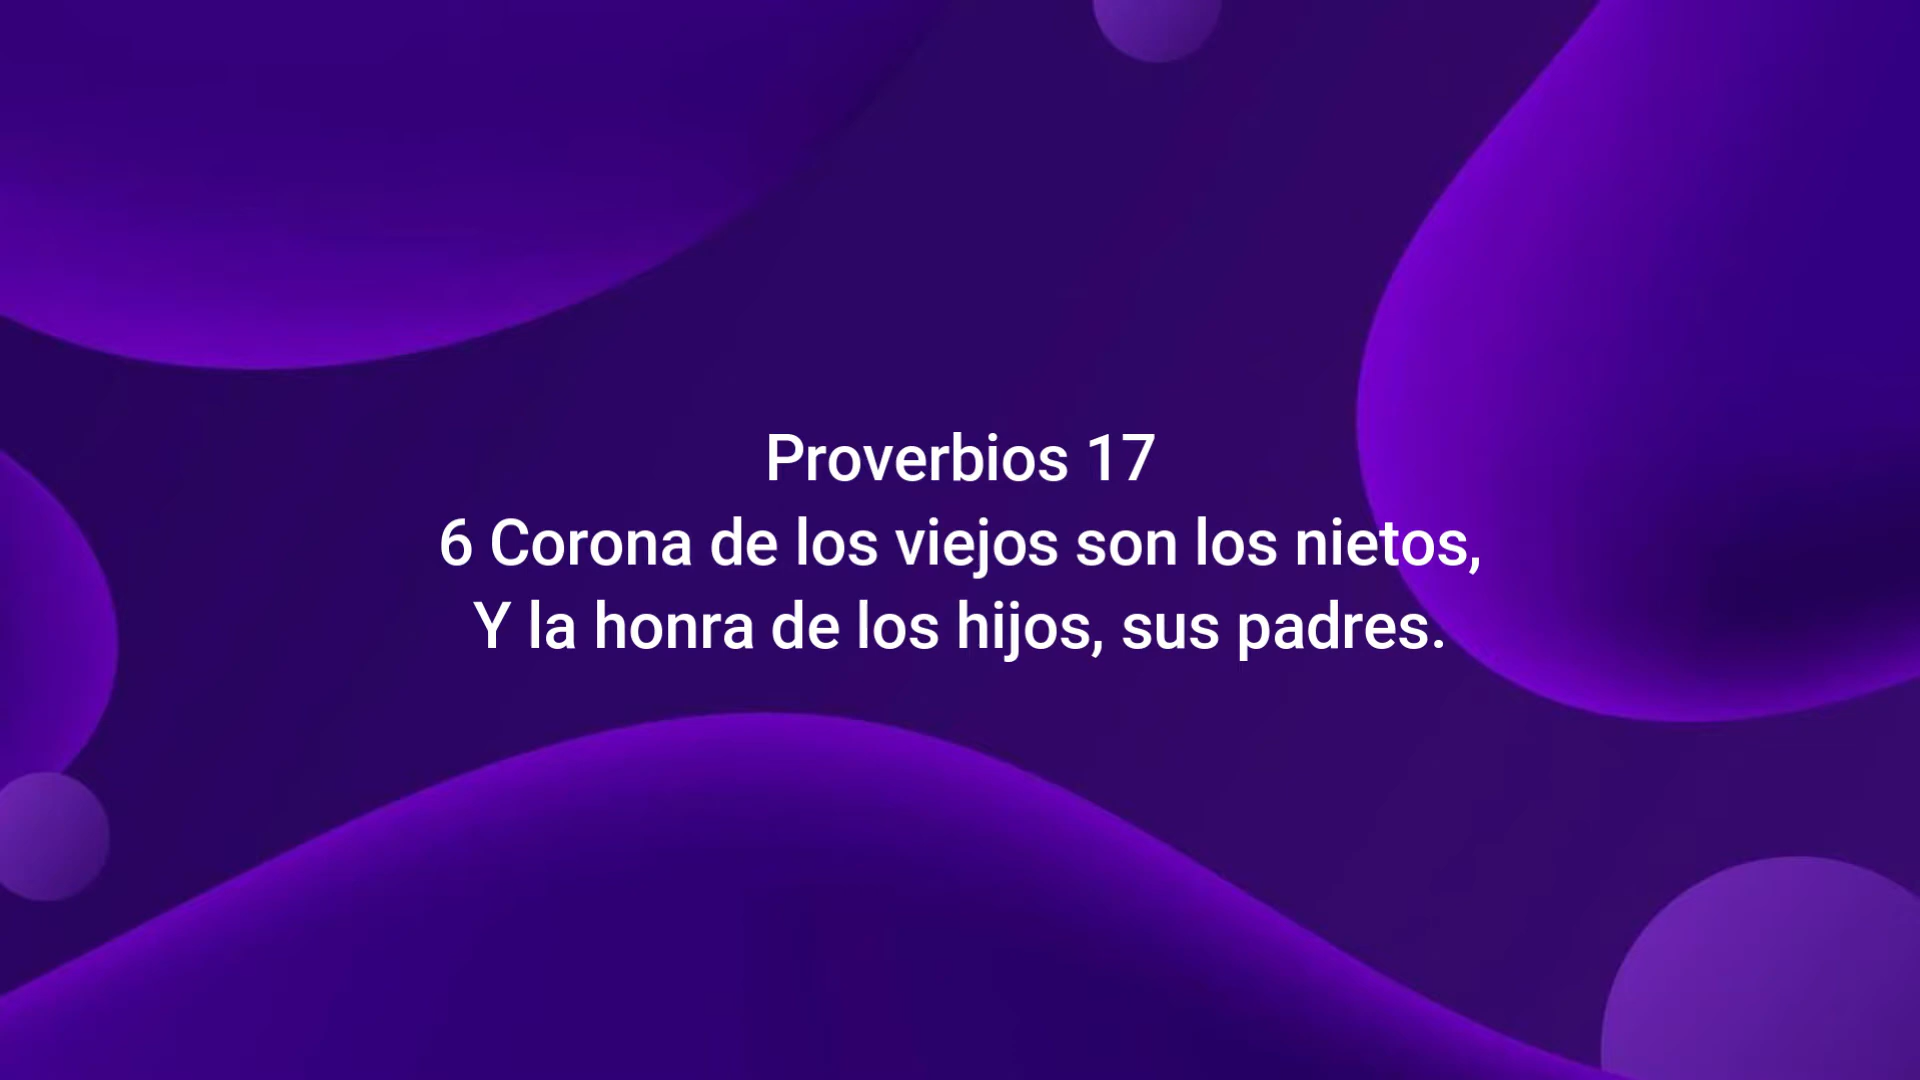 Proverbios 17
6 Corona de los viejos son los nietos,
Y la honra de los hijos, sus padres.